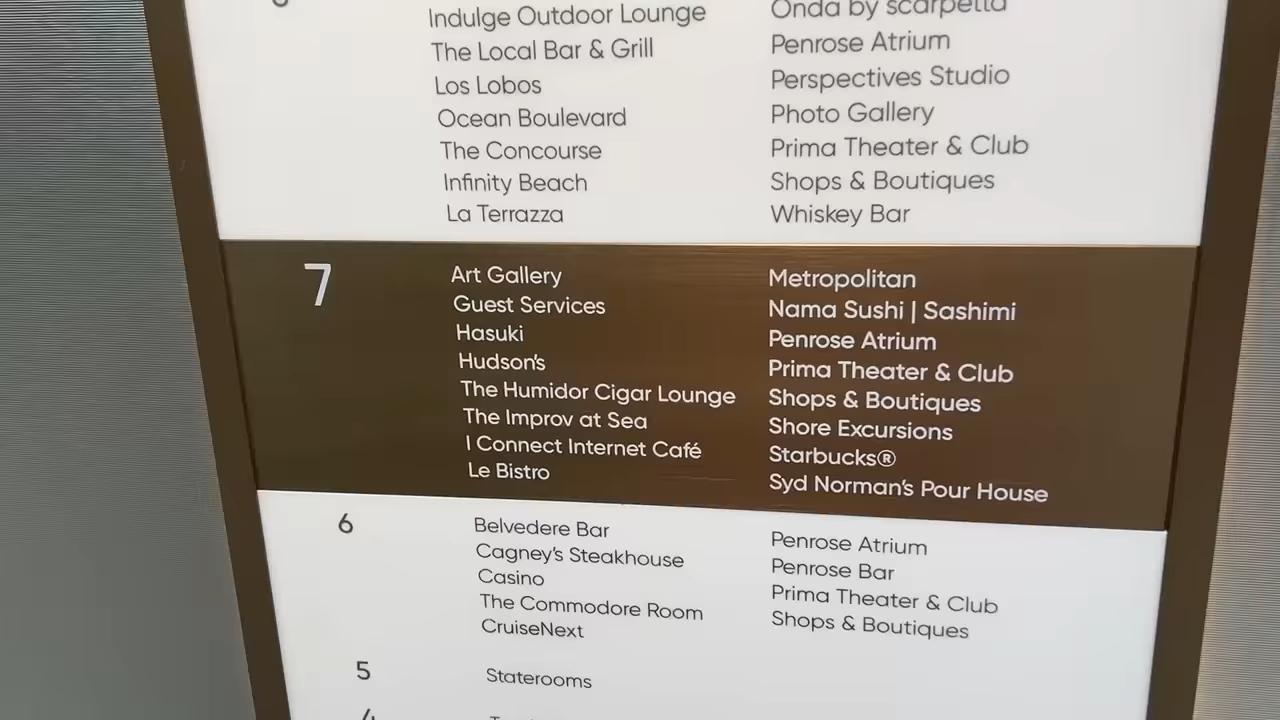 Indulge Outdoor Lounge
The Local Bar & Grill
Los Lobos
Ocean Boulevard
The Concourse
Infinity Beach
La Terrazza
Onda by scarpetta
Penrose Atrium
Perspectives Studio
Photo Gallery
Prima Theater & Club
Shops & Boutiques
Whiskey Bar
7
Art Gallery
Guest Services
Hasuki
Hudson's
The Humidor Cigar Lounge
The Improv at Sea
I Connect Internet Café
Le Bistro
Metropolitan
Nama Sushi | Sashimi
Penrose Atrium
Prima Theater & Club
Shops & Boutiques
Shore Excursions
Starbucks®
Syd Norman's Pour House
6
Belvedere Bar
Cagney's Steakhouse
Casino
The Commodore Room
CruiseNext
Penrose Atrium
Penrose Bar
Prima Theater & Club
Shops & Boutiques
5
Staterooms
4